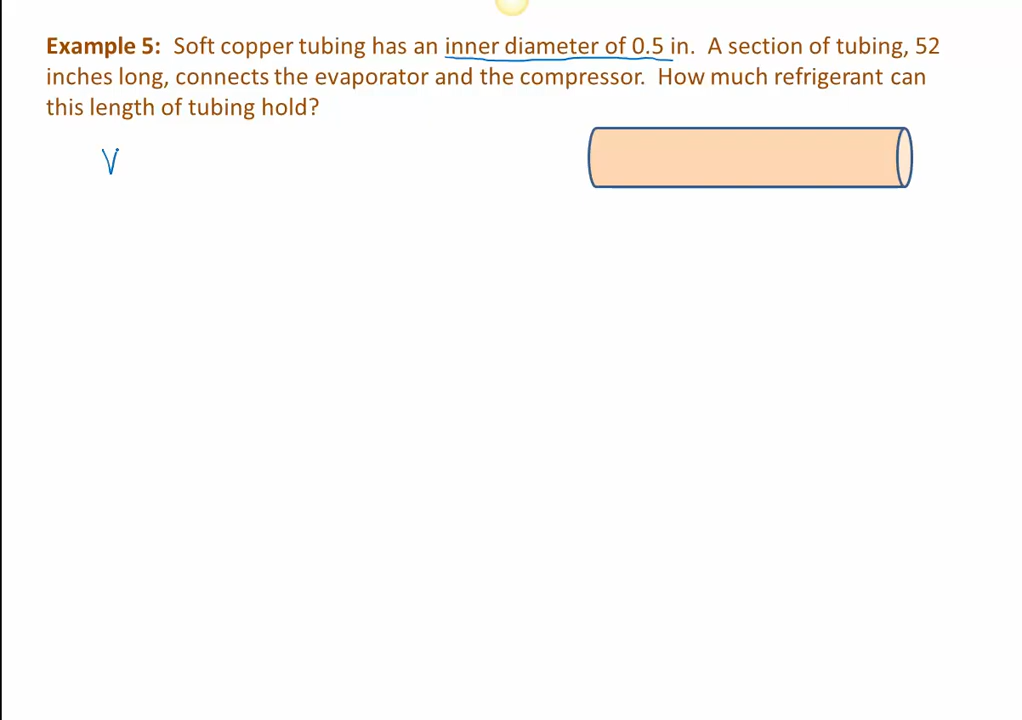 Example 5: Soft copper tubing has an inner diameter of 0.5 in. A section of tubing, 52
inches long, connects the evaporator and the compressor. How much refrigerant can
this length of tubing hold?
V